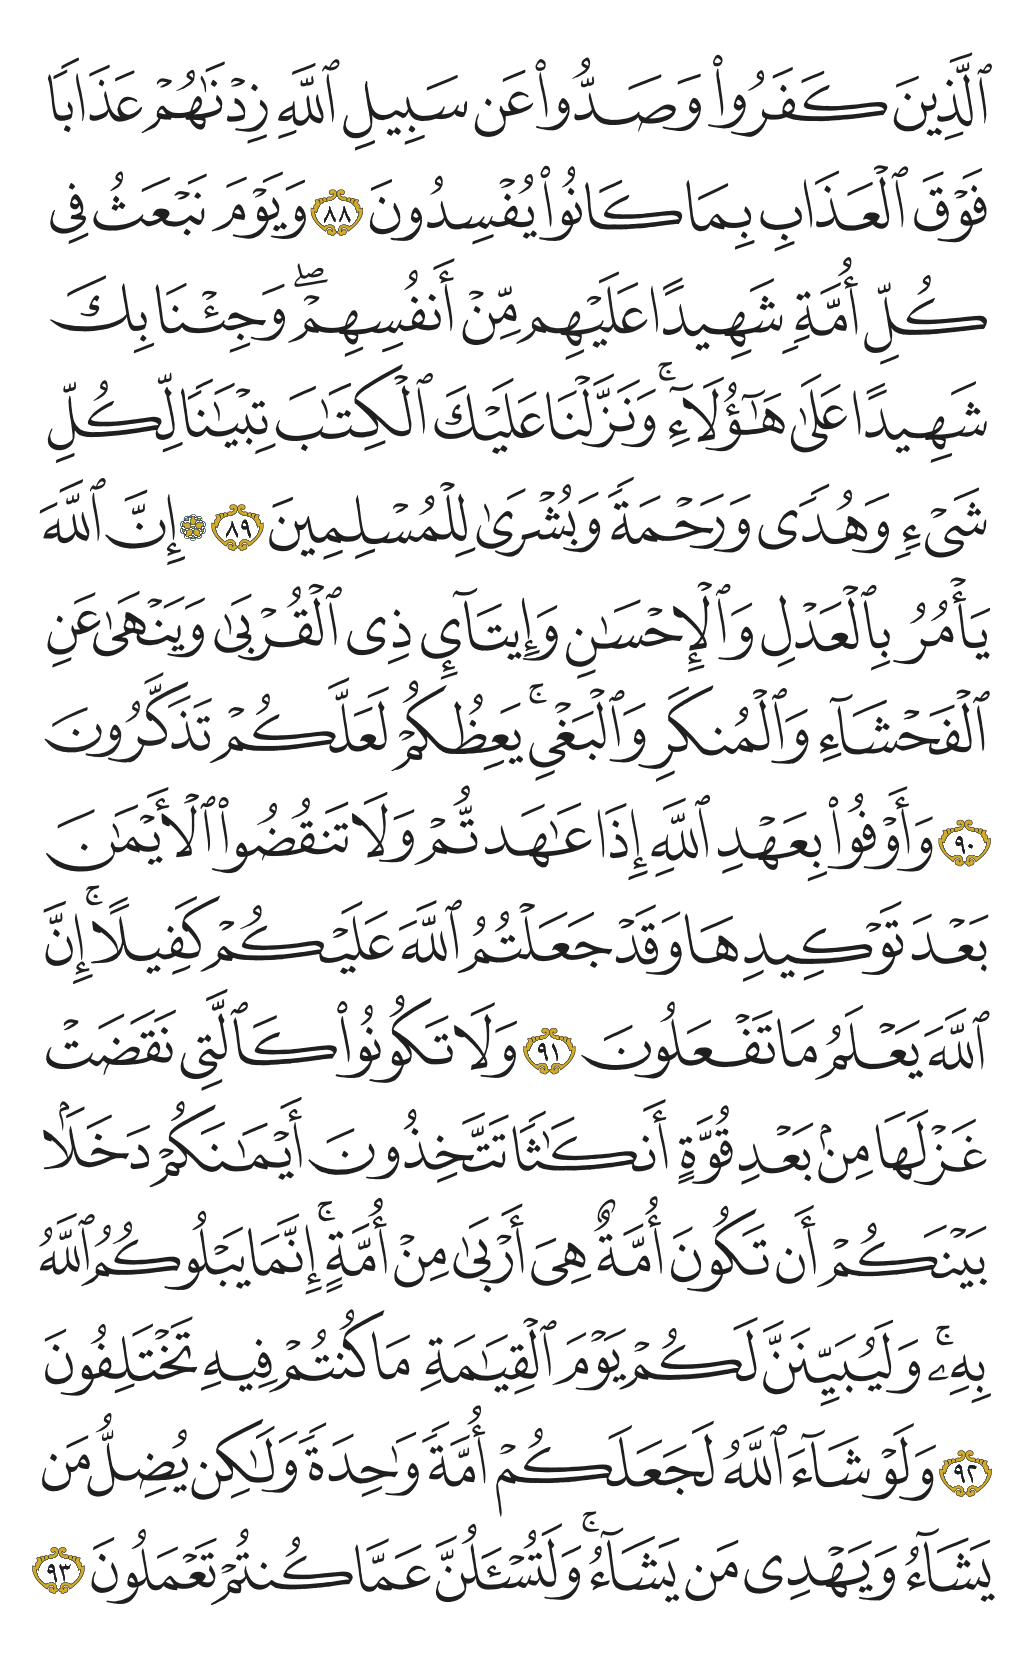 ٱلَّذِينَ كَفَرُوا۟ وَصَدُّوا۟ عَن سَبِيلِ ٱللَّهِ زِدْنَـٰهُمْ عَذَابًا
فَوْقَ ٱلْعَذَابِ بِمَا كَانُوا۟ يُفْسِدُونَ ٨٨ وَيَوْمَ نَبْعَثُ فِى
كُلِّ أُمَّةٍ شَهِيدًا عَلَيْهِم مِّنْ أَنفُسِهِمْ ۖ وَجِئْنَا بِكَ
شَهِيدًا عَلَىٰ هَـٰٓؤُلَآءِ ۚ وَنَزَّلْنَا عَلَيْكَ ٱلْكِتَـٰبَ تِبْيَـٰنًا لِّكُلِّ
شَىْءٍ وَهُدًى وَرَحْمَةً وَبُشْرَىٰ لِلْمُسْلِمِينَ ٨٩ ۞ إِنَّ ٱللَّهَ
يَأْمُرُ بِٱلْعَدْلِ وَٱلْإِحْسَـٰنِ وَإِيتَآئِ ذِى ٱلْقُرْبَىٰ وَيَنْهَىٰ عَنِ
ٱلْفَحْشَآءِ وَٱلْمُنكَرِ وَٱلْبَغْىِ ۚ يَعِظُكُمْ لَعَلَّكُمْ تَذَكَّرُونَ
٩٠ وَأَوْفُوا۟ بِعَهْدِ ٱللَّهِ إِذَا عَـٰهَدتُّمْ وَلَا تَنقُضُوا۟ ٱلْأَيْمَـٰنَ
بَعْدَ تَوْكِيدِهَا وَقَدْ جَعَلْتُمُ ٱللَّهَ عَلَيْكُمْ كَفِيلًا ۚ إِنَّ
ٱللَّهَ يَعْلَمُ مَا تَفْعَلُونَ ٩١ وَلَا تَكُونُوا۟ كَٱلَّتِى نَقَضَتْ
غَزْلَهَا مِنۢ بَعْدِ قُوَّةٍ أَنكَـٰثًا تَتَّخِذُونَ أَيْمَـٰنَكُمْ دَخَلًۢا
بَيْنَكُمْ أَن تَكُونَ أُمَّةٌ هِىَ أَرْبَىٰ مِنْ أُمَّةٍ ۚ إِنَّمَا يَبْلُوكُمُ ٱللَّهُ
بِهِۦ ۚ وَلَيُبَيِّنَنَّ لَكُمْ يَوْمَ ٱلْقِيَـٰمَةِ مَا كُنتُمْ فِيهِ تَخْتَلِفُونَ
٩٢ وَلَوْ شَآءَ ٱللَّهُ لَجَعَلَكُمْ أُمَّةً وَٰحِدَةً وَلَـٰكِن يُضِلُّ مَن
يَشَآءُ وَيَهْدِى مَن يَشَآءُ ۚ وَلَتُسْـَٔلُنَّ عَمَّا كُنتُمْ تَعْمَلُونَ ٩٣